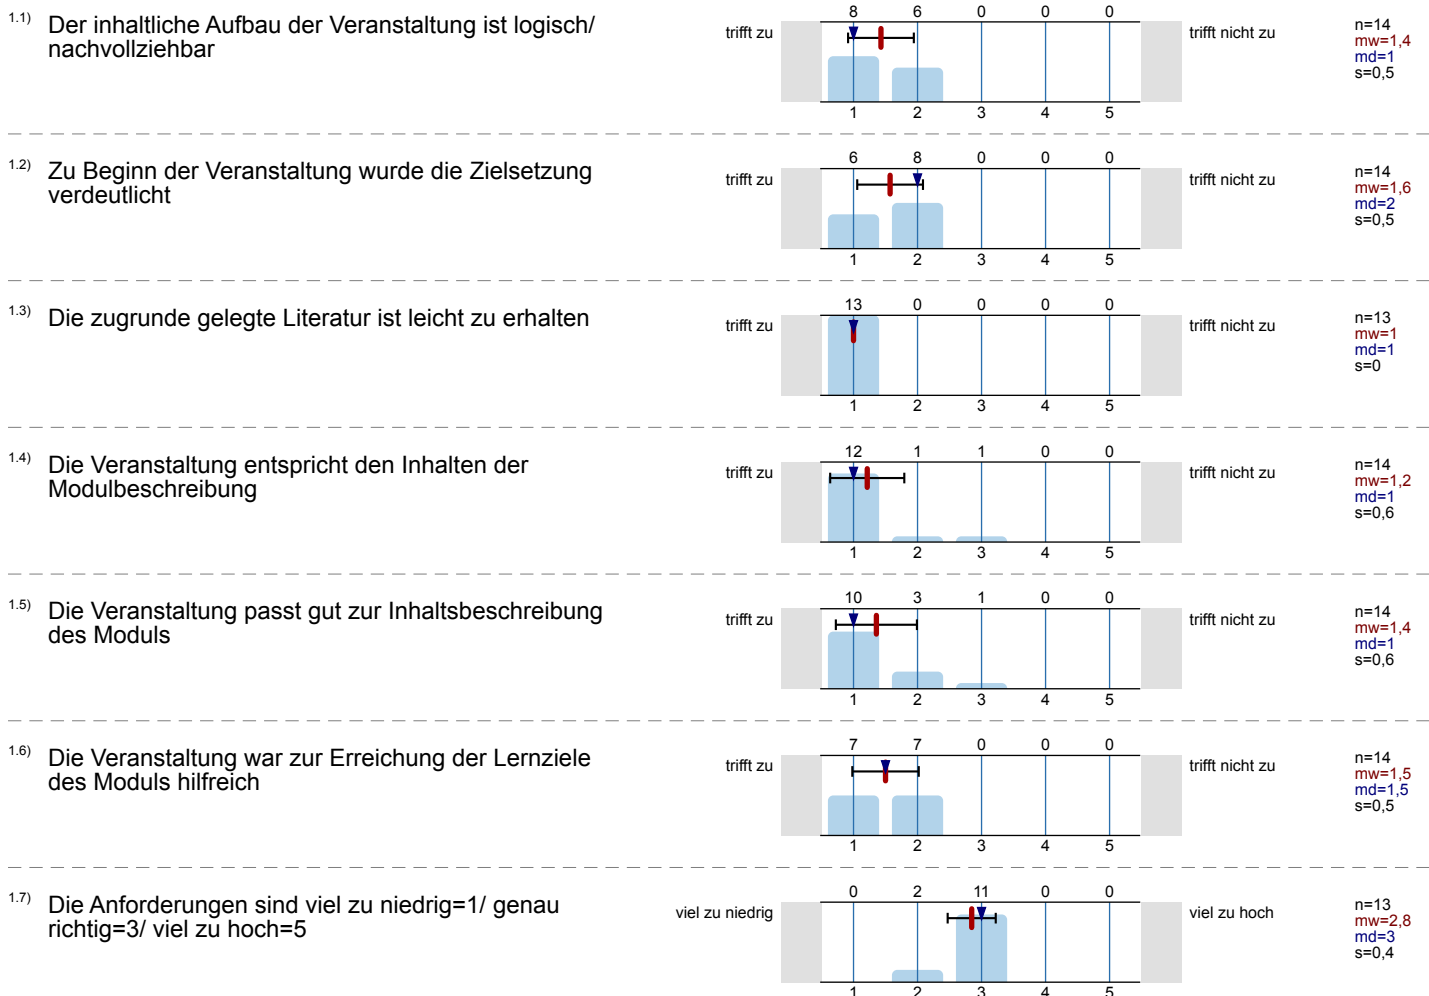 1.1) Der inhaltliche Aufbau der Veranstaltung ist logisch/
nachvollziehbar
8 6 0 0 0
trifft zu
trifft nicht zu
1 2 3 4 5
n=14
mw=1,4
md=1
s=0,5
1.2) Zu Beginn der Veranstaltung wurde die Zielsetzung
verdeutlicht
6 8 0 0 0
trifft zu
trifft nicht zu
1 2 3 4 5
n=14
mw=1,6
md=2
s=0,5
1.3) Die zugrunde gelegte Literatur ist leicht zu erhalten
13 0 0 0 0
trifft zu
trifft nicht zu
1 2 3 4 5
n=13
mw=1
md=1
s=0
1.4) Die Veranstaltung entspricht den Inhalten der
Modulbeschreibung
12 1 1 0 0
trifft zu
trifft nicht zu
1 2 3 4 5
n=14
mw=1,2
md=1
s=0,6
1.5) Die Veranstaltung passt gut zur Inhaltsbeschreibung
des Moduls
10 3 1 0 0
trifft zu
trifft nicht zu
1 2 3 4 5
n=14
mw=1,4
md=1
s=0,6
1.6) Die Veranstaltung war zur Erreichung der Lernziele
des Moduls hilfreich
7 7 0 0 0
trifft zu
trifft nicht zu
1 2 3 4 5
n=14
mw=1,5
md=1,5
s=0,5
1.7) Die Anforderungen sind viel zu niedrig=1/ genau
richtig=3/ viel zu hoch=5
0 2 11 0 0
viel zu niedrig
viel zu hoch
1 2 3 4 5
n=13
mw=2,8
md=3
s=0,4